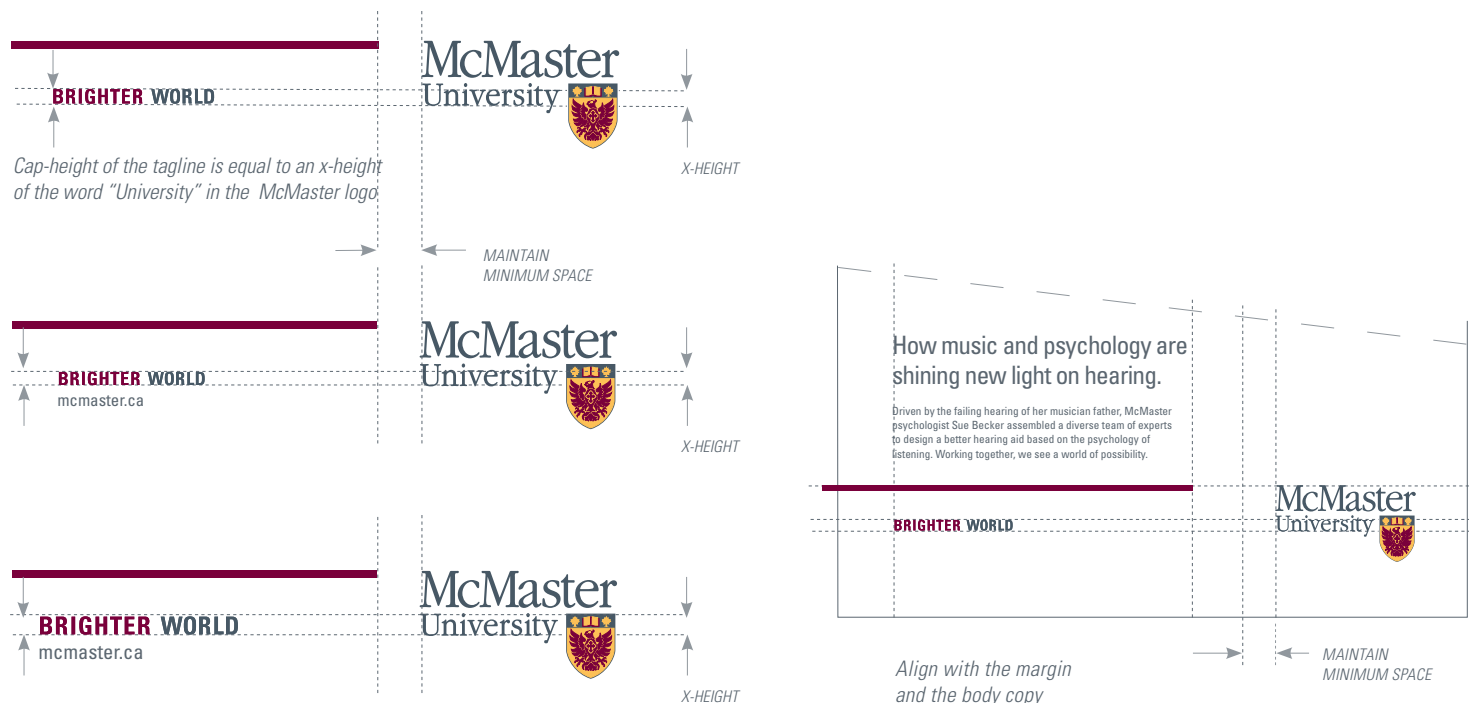 McMaster
University
BRIGHTER WORLD
Cap-height of the tagline is equal to an x-height
of the word “University” in the McMaster logo
X-HEIGHT
MAINTAIN
MINIMUM SPACE
McMaster
University
BRIGHTER WORLD
mcmaster.ca
X-HEIGHT
McMaster
University
BRIGHTER WORLD
mcmaster.ca
X-HEIGHT
How music and psychology are
shining new light on hearing.
Driven by the failing hearing of her musician father, McMaster
psychologist Sue Becker assembled a diverse team of experts
to design a better hearing aid based on the psychology of
listening. Working together, we see a world of possibility.
McMaster
University
BRIGHTER WORLD
MAINTAIN
MINIMUM SPACE
Align with the margin
and the body copy